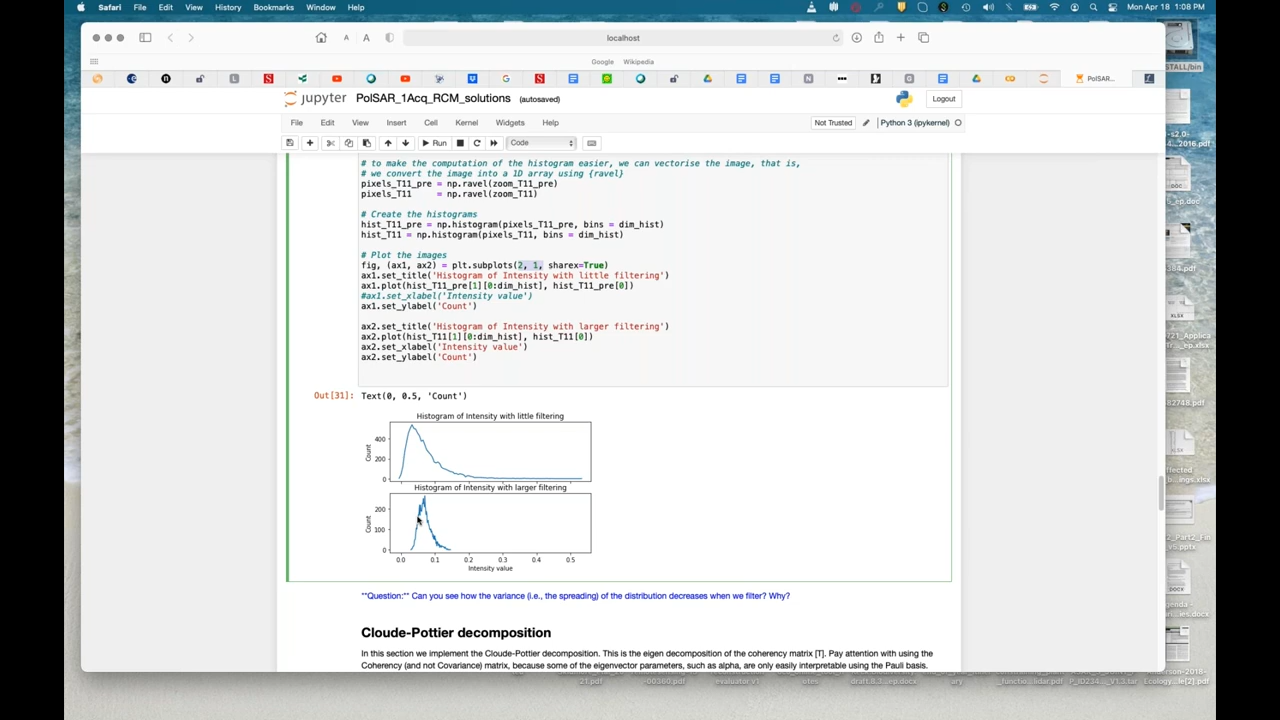 Safari File Edit View History Bookmarks Window Help Mon Apr 18 1:08 PM
A A localhost
Google Wikipedia
PolSAR...
jupyter PolSAR_1Acq_RCM_solutions (autosaved) Logout
File Edit View Insert Cell Kernel Widgets Help Not Trusted Python 3 (ipykernel)
Run Code
# to make the computation of the histogram easier, we can vectorise the image, that is,
# we convert the image into a 1D array using {ravel}
pixels_T11_pre = np.ravel(zoom_T11_pre)
pixels_T11 = np.ravel(zoom_T11)
# Create the histograms
hist_T11_pre = np.histogram(pixels_T11_pre, bins = dim_hist)
hist_T11 = np.histogram(pixels_T11, bins = dim_hist)
# Plot the images
fig, (ax1, ax2) = plt.subplots(2, 1, sharex=True)
ax1.set_title('Histogram of Intensity with little filtering')
ax1.plot(hist_T11_pre[1][0:dim_hist], hist_T11_pre[0])
#ax1.set_xlabel('Intensity value')
ax1.set_ylabel('Count')
ax2.set_title('Histogram of Intensity with larger filtering')
ax2.plot(hist_T11[1][0:dim_hist], hist_T11[0])
ax2.set_xlabel('Intensity value')
ax2.set_ylabel('Count')
Out[31]: Text(0, 0.5, 'Count')
Histogram of Intensity with little filtering
400
200
0
Count
Histogram of Intensity with larger filtering
200
100
0
Count
0.0 0.1 0.2 0.3 0.4 0.5
Intensity value
**Question:** Can you see how the variance (i.e., the spreading) of the distribution decreases when we filter? Why?
Cloude-Pottier decomposition
In this section we implement the Cloude-Pottier decomposition. This is the eigen decomposition of the coherency matrix [T]. Pay attention with using the
Coherency (and not Covariance) matrix, because some of the eigenvector parameters, such as alpha, are only easily interpretable using the Pauli basis.